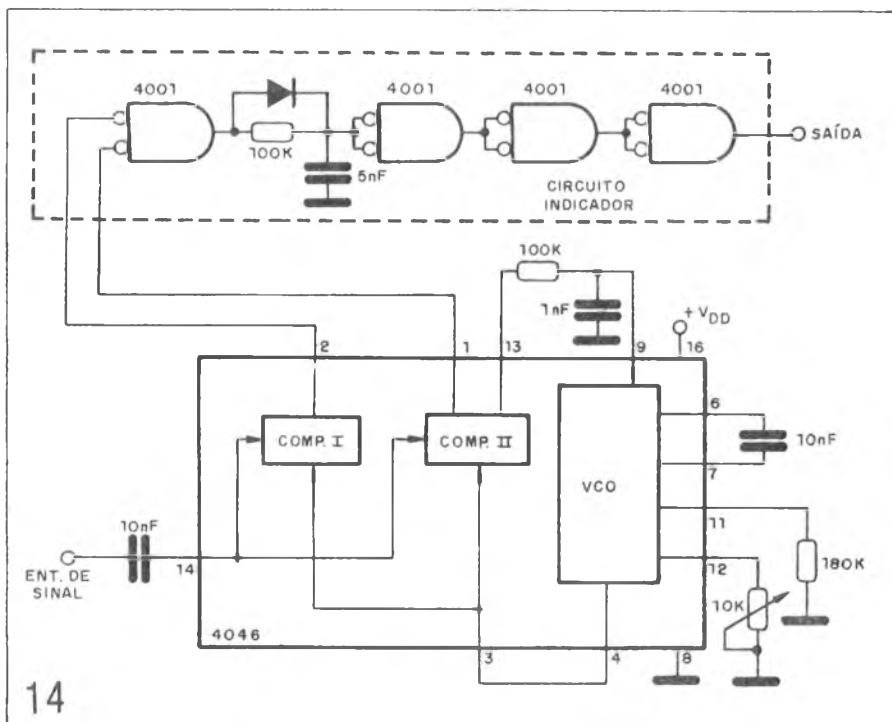 4001
4001
4001
4001
100K
5nF
SAÍDA
CIRCUITO
INDICADOR
100K
1nF
+ VDD
2
1
13
9
16
COMP. I
COMP. II
VCO
6
10nF
7
11
12
180K
10K
10nF
ENT. DE
SINAL
14
4046
3
4
8
14